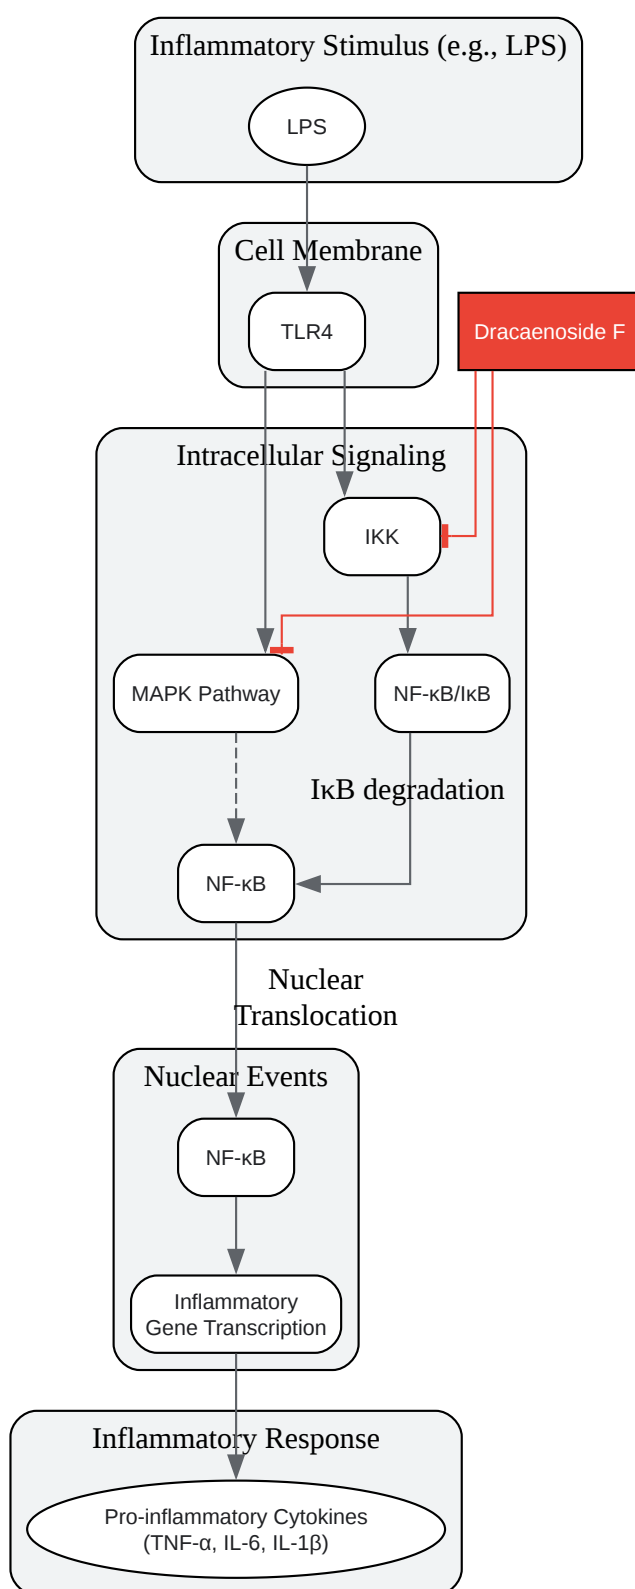 Inflammatory Stimulus (e.g., LPS)
LPS
Cell Membrane
TLR4
Dracaenoside F
Intracellular Signaling
IKK
MAPK Pathway
NF-κB/IκB
IκB degradation
NF-κB
Nuclear
Translocation
Nuclear Events
NF-κB
Inflammatory
Gene Transcription
Inflammatory Response
Pro-inflammatory Cytokines
(TNF-α, IL-6, IL-1β)